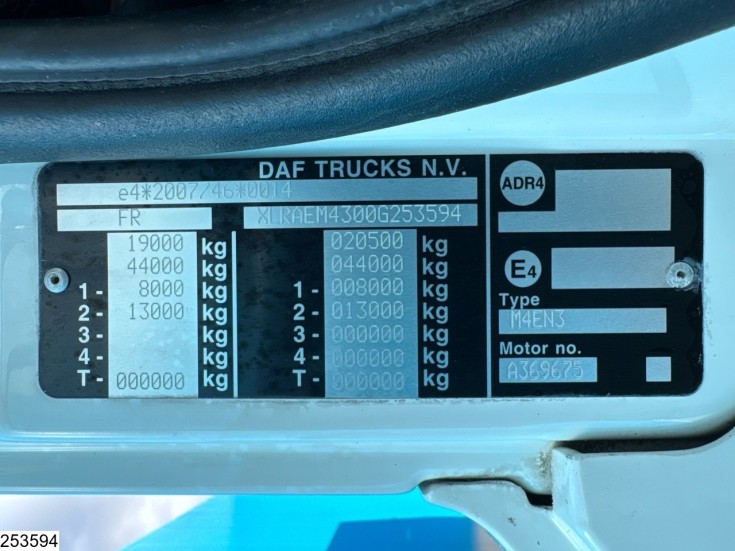 DAF TRUCKS N.V.
e4*2007/46*0014
FR XLRAEM4300G253594
19000 kg 020500 kg
44000 kg 044000 kg
1- 8000 kg 1- 008000 kg
2- 13000 kg 2- 013000 kg
3- kg 3- 000000 kg
4- kg 4- 000000 kg
T- 000000 kg T- 000000 kg
ADR4
E4
Type
M4EN3
Motor no.
A369675
253594